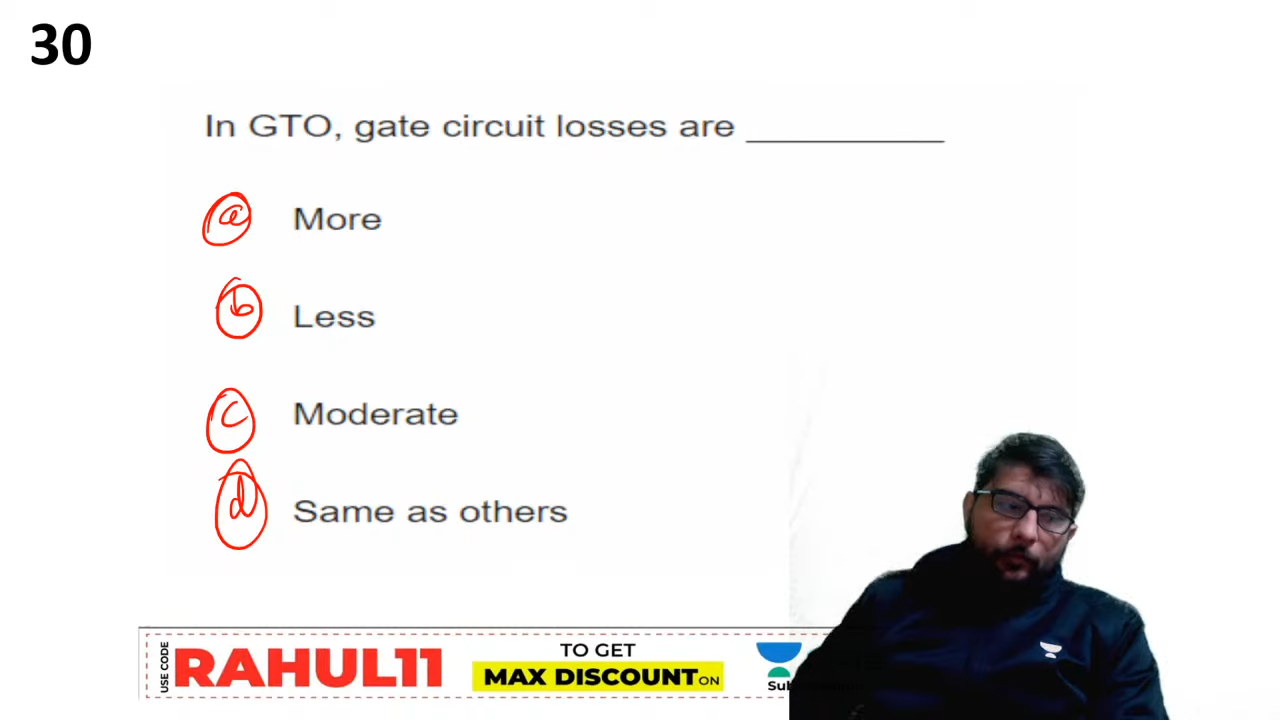 30
In GTO, gate circuit losses are __________
a More
b Less
c Moderate
d Same as others
USE CODE RAHUL11
TO GET
MAX DISCOUNT ON